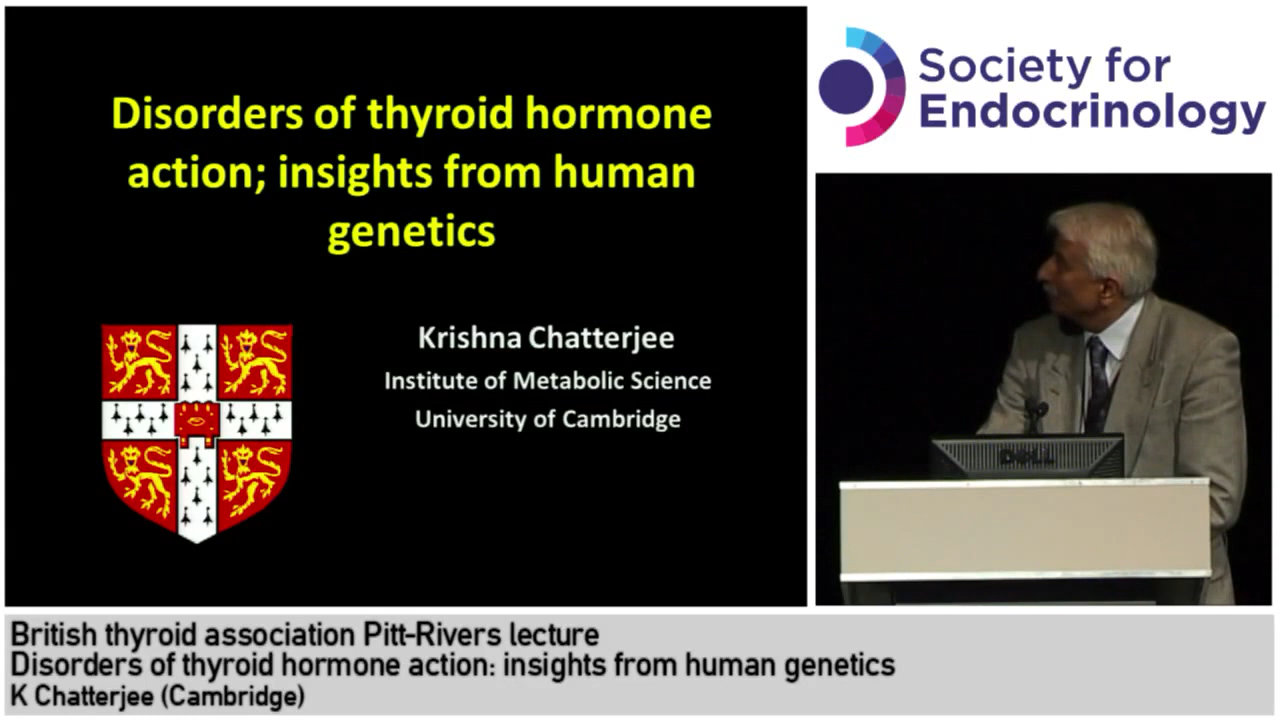 Disorders of thyroid hormone
action; insights from human
genetics
Krishna Chatterjee
Institute of Metabolic Science
University of Cambridge
Society for
Endocrinology
DELL
British thyroid association Pitt-Rivers lecture
Disorders of thyroid hormone action: insights from human genetics
K Chatterjee (Cambridge)